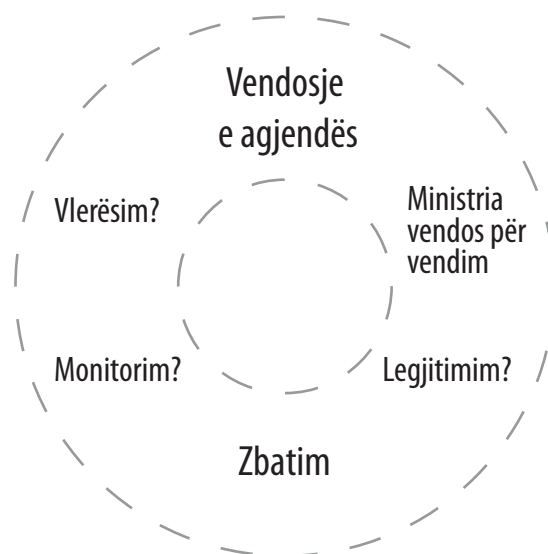 Vendosje
e agjendës
Vlerësim?
Ministria
vendos për
vendim
Monitorim?
Legjitimim?
Zbatim